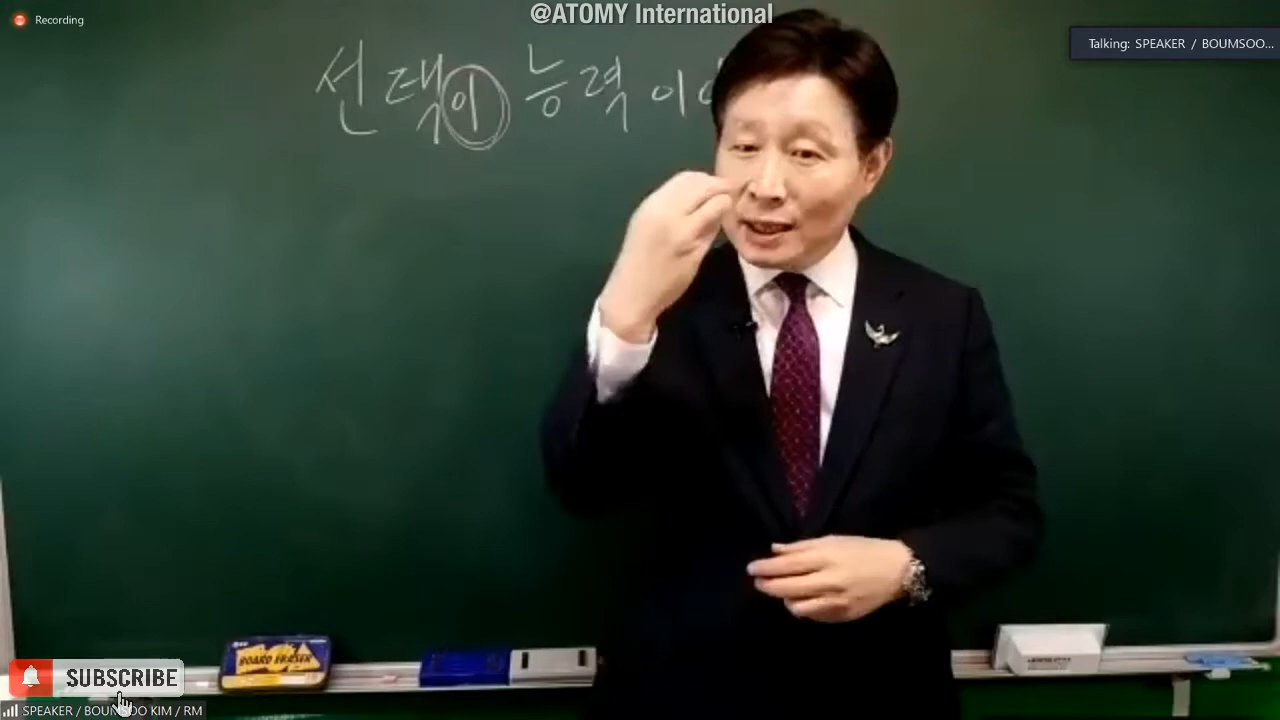 @ATOMY International
Recording
Talking: SPEAKER / BOUMSOO...
선택이 능력이
BOARD ERASER
SUBSCRIBE
SPEAKER / BOUMSOO KIM / RM